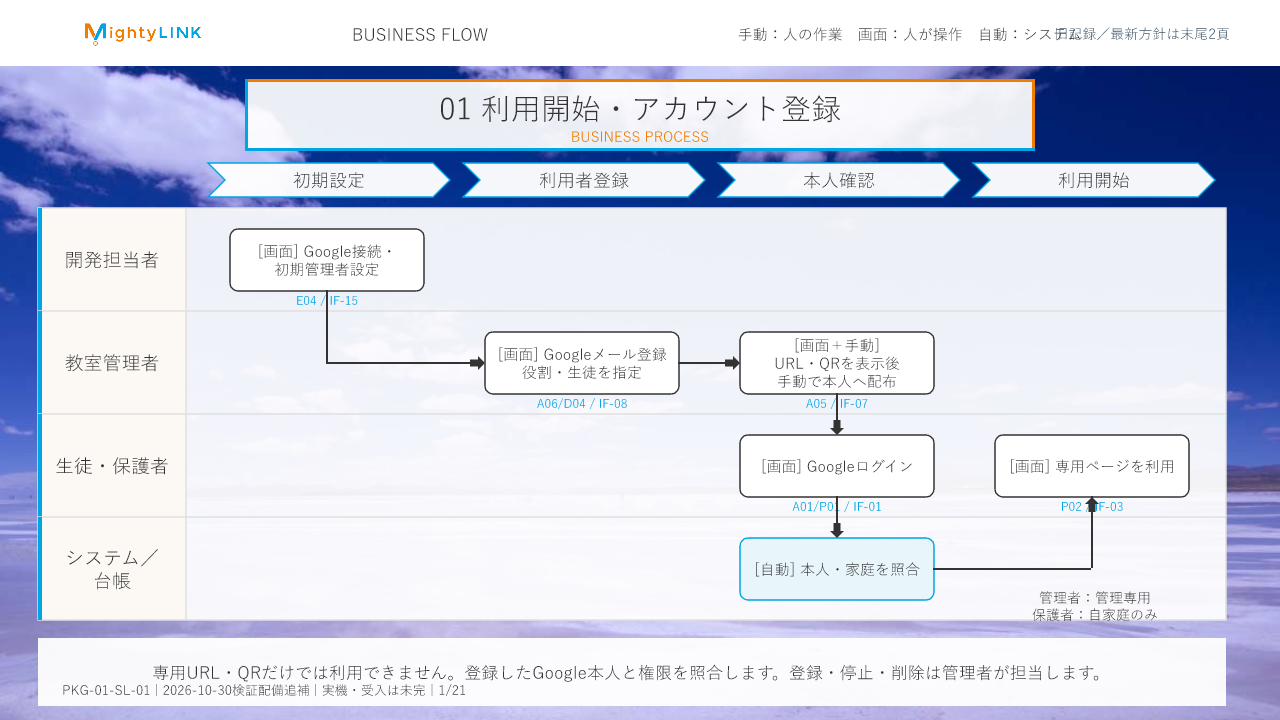 MightyLINK
BUSINESS FLOW
手動：人の作業　画面：人が操作　自動：システム
旧記録／最新方針は末尾2頁
01 利用開始・アカウント登録
BUSINESS PROCESS
初期設定
利用者登録
本人確認
利用開始
開発担当者
[画面] Google接続・
初期管理者設定
E04 / IF-15
教室管理者
[画面] Googleメール登録
役割・生徒を指定
A06/D04 / IF-08
[画面＋手動]
URL・QRを表示後
手動で本人へ配布
A05 / IF-07
生徒・保護者
[画面] Googleログイン
A01/P01 / IF-01
[画面] 専用ページを利用
P02 / IF-03
システム／
台帳
[自動] 本人・家庭を照合
管理者：管理専用
保護者：自家庭のみ
専用URL・QRだけでは利用できません。登録したGoogle本人と権限を照合します。登録・停止・削除は管理者が担当します。
PKG-01-SL-01｜2026-10-30検証配備追補｜実機・受入は未完｜1/21